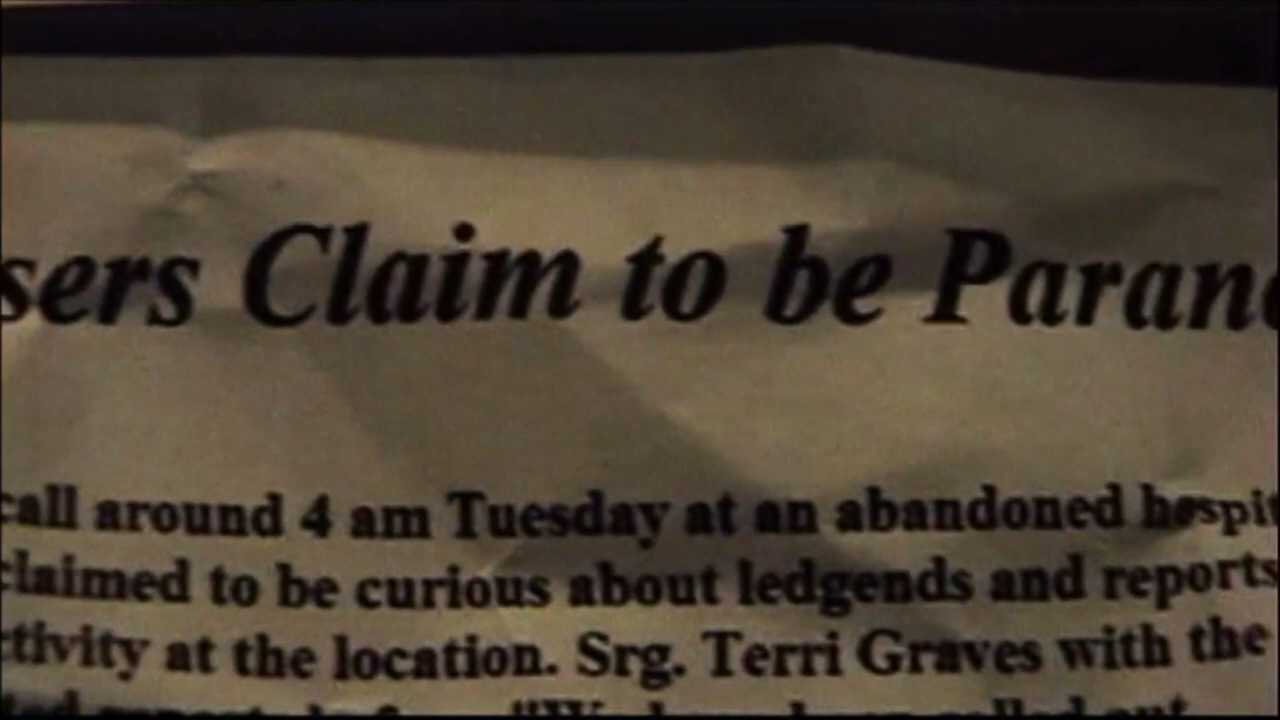 sers Claim to be Parano
call around 4 am Tuesday at an abandoned hospit
claimed to be curious about ledgends and reports
ctivity at the location. Srg. Terri Graves with the